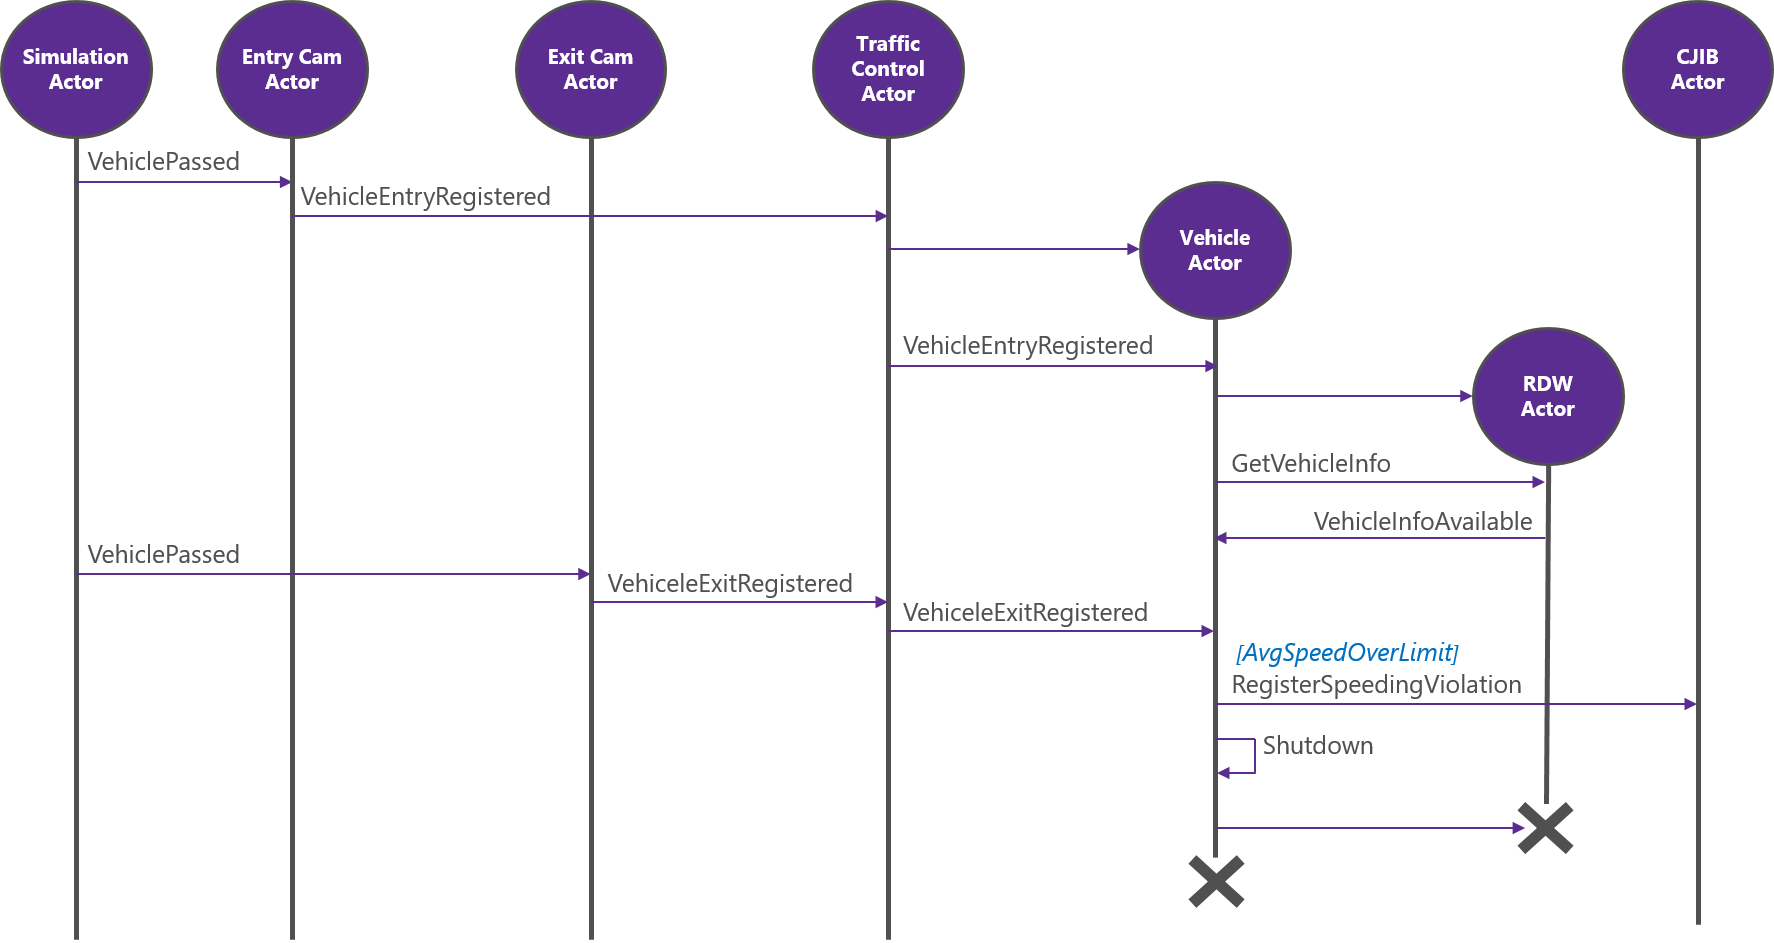 Simulation
Actor
Entry Cam
Actor
Exit Cam
Actor
Traffic
Control
Actor
CJIB
Actor
VehiclePassed
VehicleEntryRegistered
Vehicle
Actor
VehicleEntryRegistered
RDW
Actor
GetVehicleInfo
VehicleInfoAvailable
VehiclePassed
VehiceleExitRegistered
VehiceleExitRegistered
[AvgSpeedOverLimit]
RegisterSpeedingViolation
Shutdown